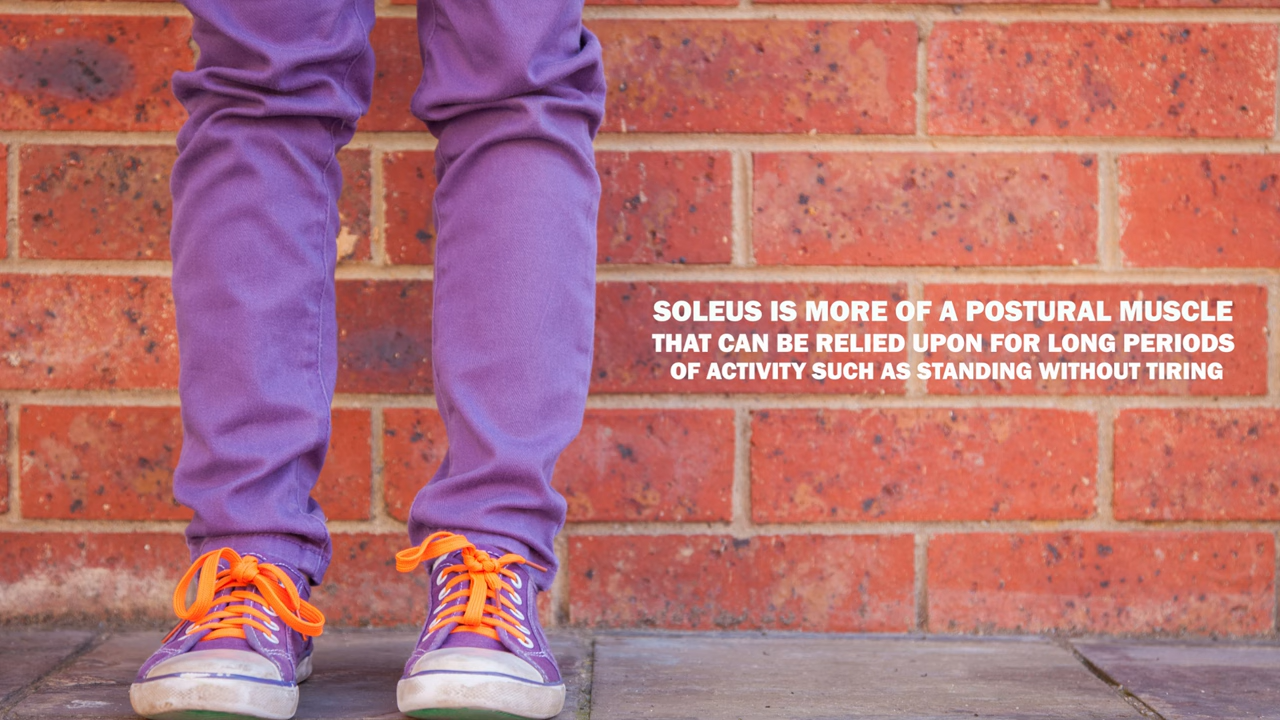 SOLEUS IS MORE OF A POSTURAL MUSCLE
THAT CAN BE RELIED UPON FOR LONG PERIODS
OF ACTIVITY SUCH AS STANDING WITHOUT TIRING